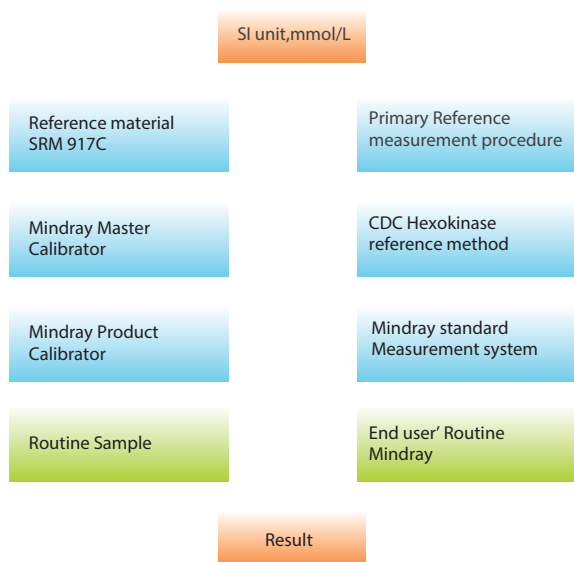 SI unit,mmol/L
Reference material
SRM 917C
Primary Reference
measurement procedure
Mindray Master
Calibrator
CDC Hexokinase
reference method
Mindray Product
Calibrator
Mindray standard
Measurement system
Routine Sample
End user’ Routine
Mindray
Result